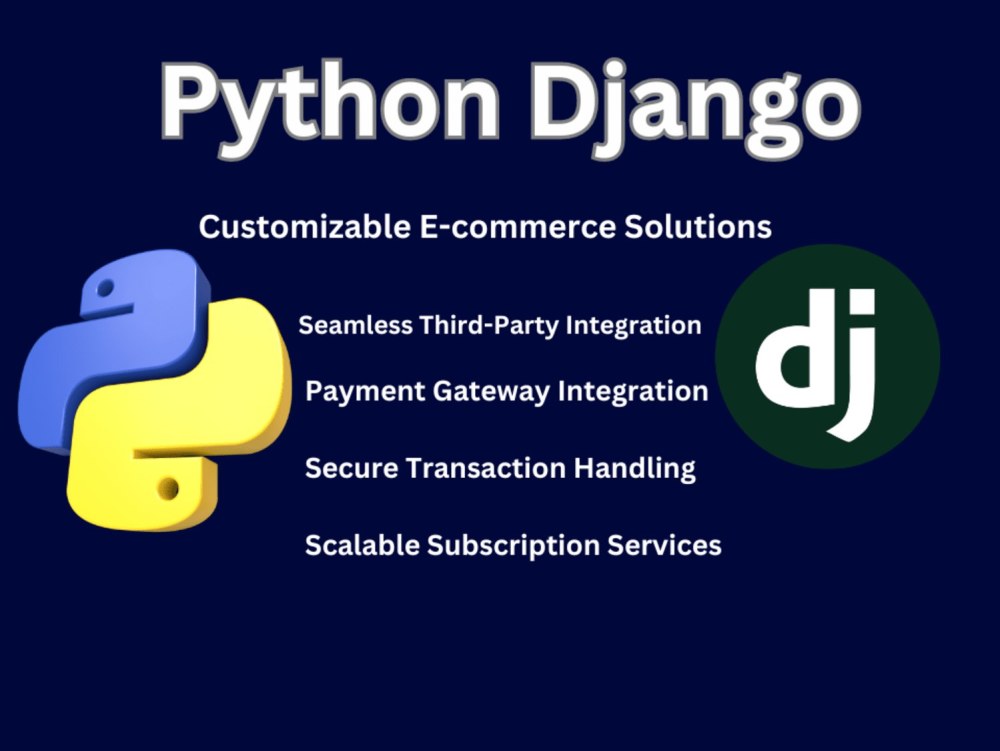 Python Django
Customizable E-commerce Solutions
Seamless Third-Party Integration
Payment Gateway Integration
Secure Transaction Handling
Scalable Subscription Services
dj